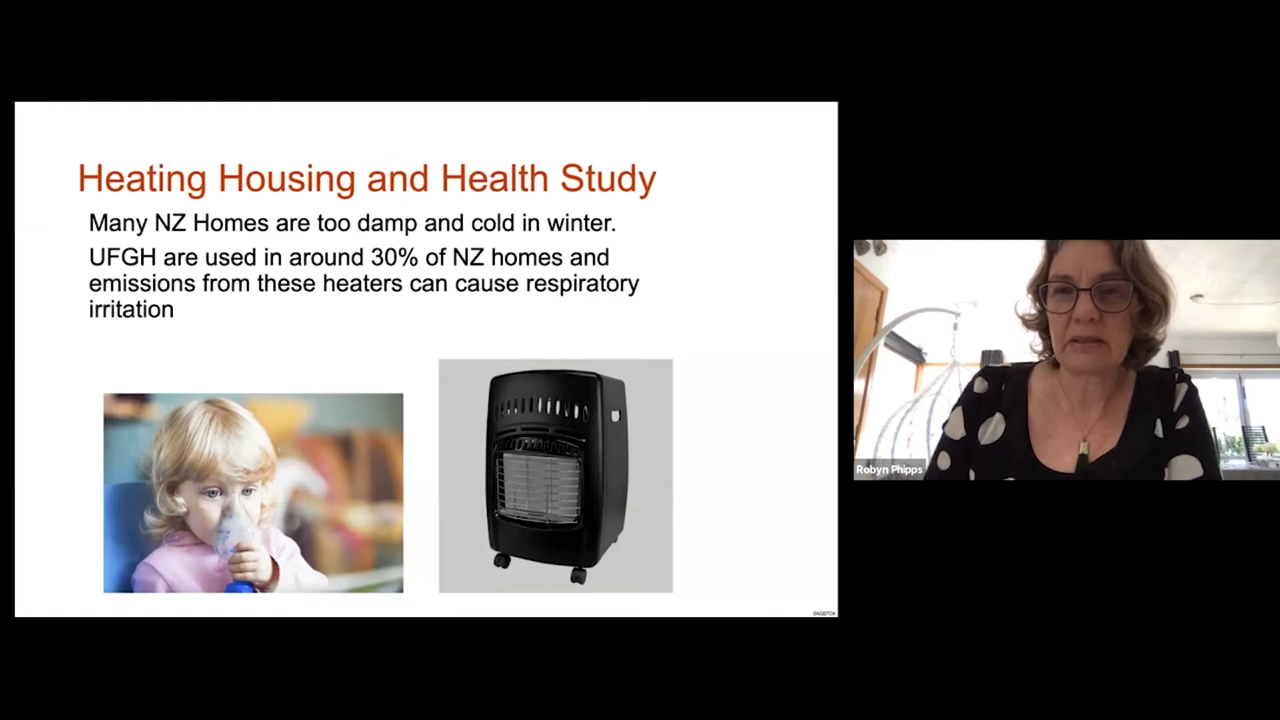 Heating Housing and Health Study
Many NZ Homes are too damp and cold in winter.
UFGH are used in around 30% of NZ homes and
emissions from these heaters can cause respiratory
irritation
Robyn Phipps